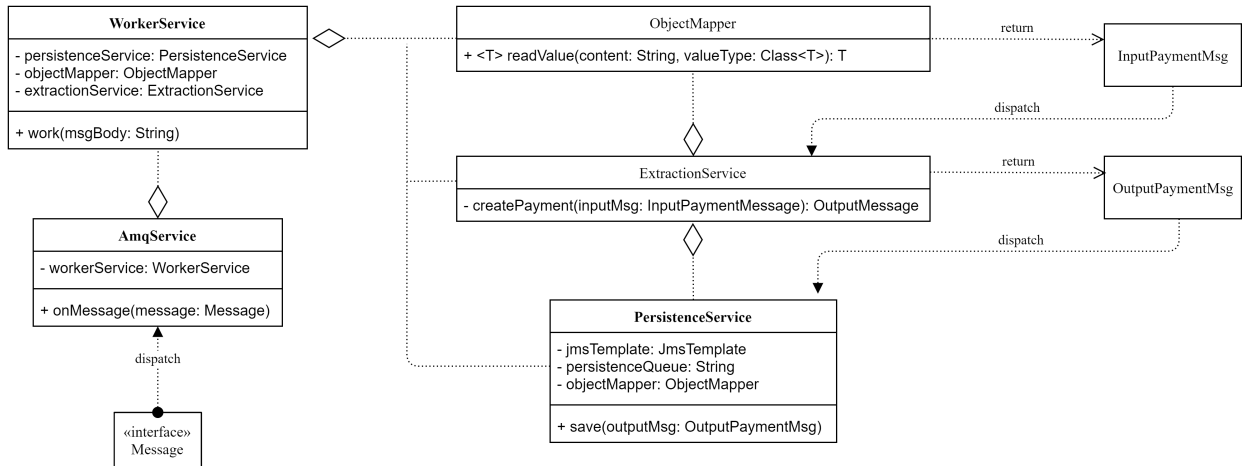 WorkerService
- persistenceService: PersistenceService
- objectMapper: ObjectMapper
- extractionService: ExtractionService
+ work(msgBody: String)
ObjectMapper
+ <T> readValue(content: String, valueType: Class<T>): T
return
InputPaymentMsg
dispatch
ExtractionService
- createPayment(inputMsg: InputPaymentMessage): OutputMessage
return
OutputPaymentMsg
dispatch
AmqService
- workerService: WorkerService
+ onMessage(message: Message)
dispatch
«interface»
Message
PersistenceService
- jmsTemplate: JmsTemplate
- persistenceQueue: String
- objectMapper: ObjectMapper
+ save(outputMsg: OutputPaymentMsg)